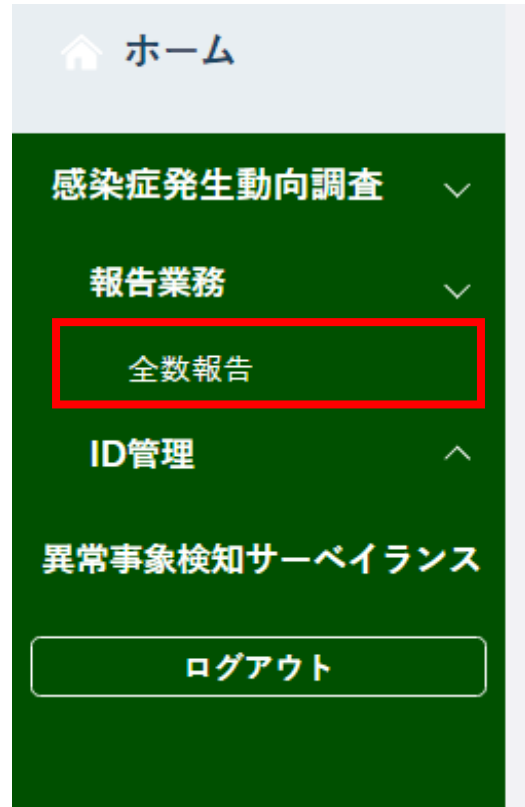 ホーム
感染症発生動向調査
報告業務
全数報告
ID管理
異常事象検知サーベイランス
ログアウト